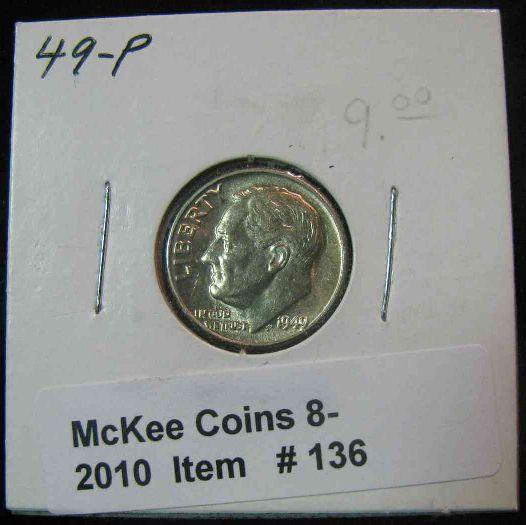 49-P
9.00
LIBERTY
IN GOD
WE TRUST
1949
McKee Coins 8-
2010 Item # 136